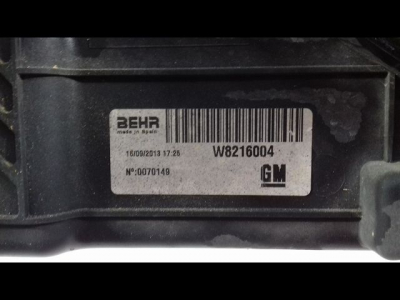 BEHR
made in Spain
16/09/2013 17:26 W8216004
Nº:0070149 GM